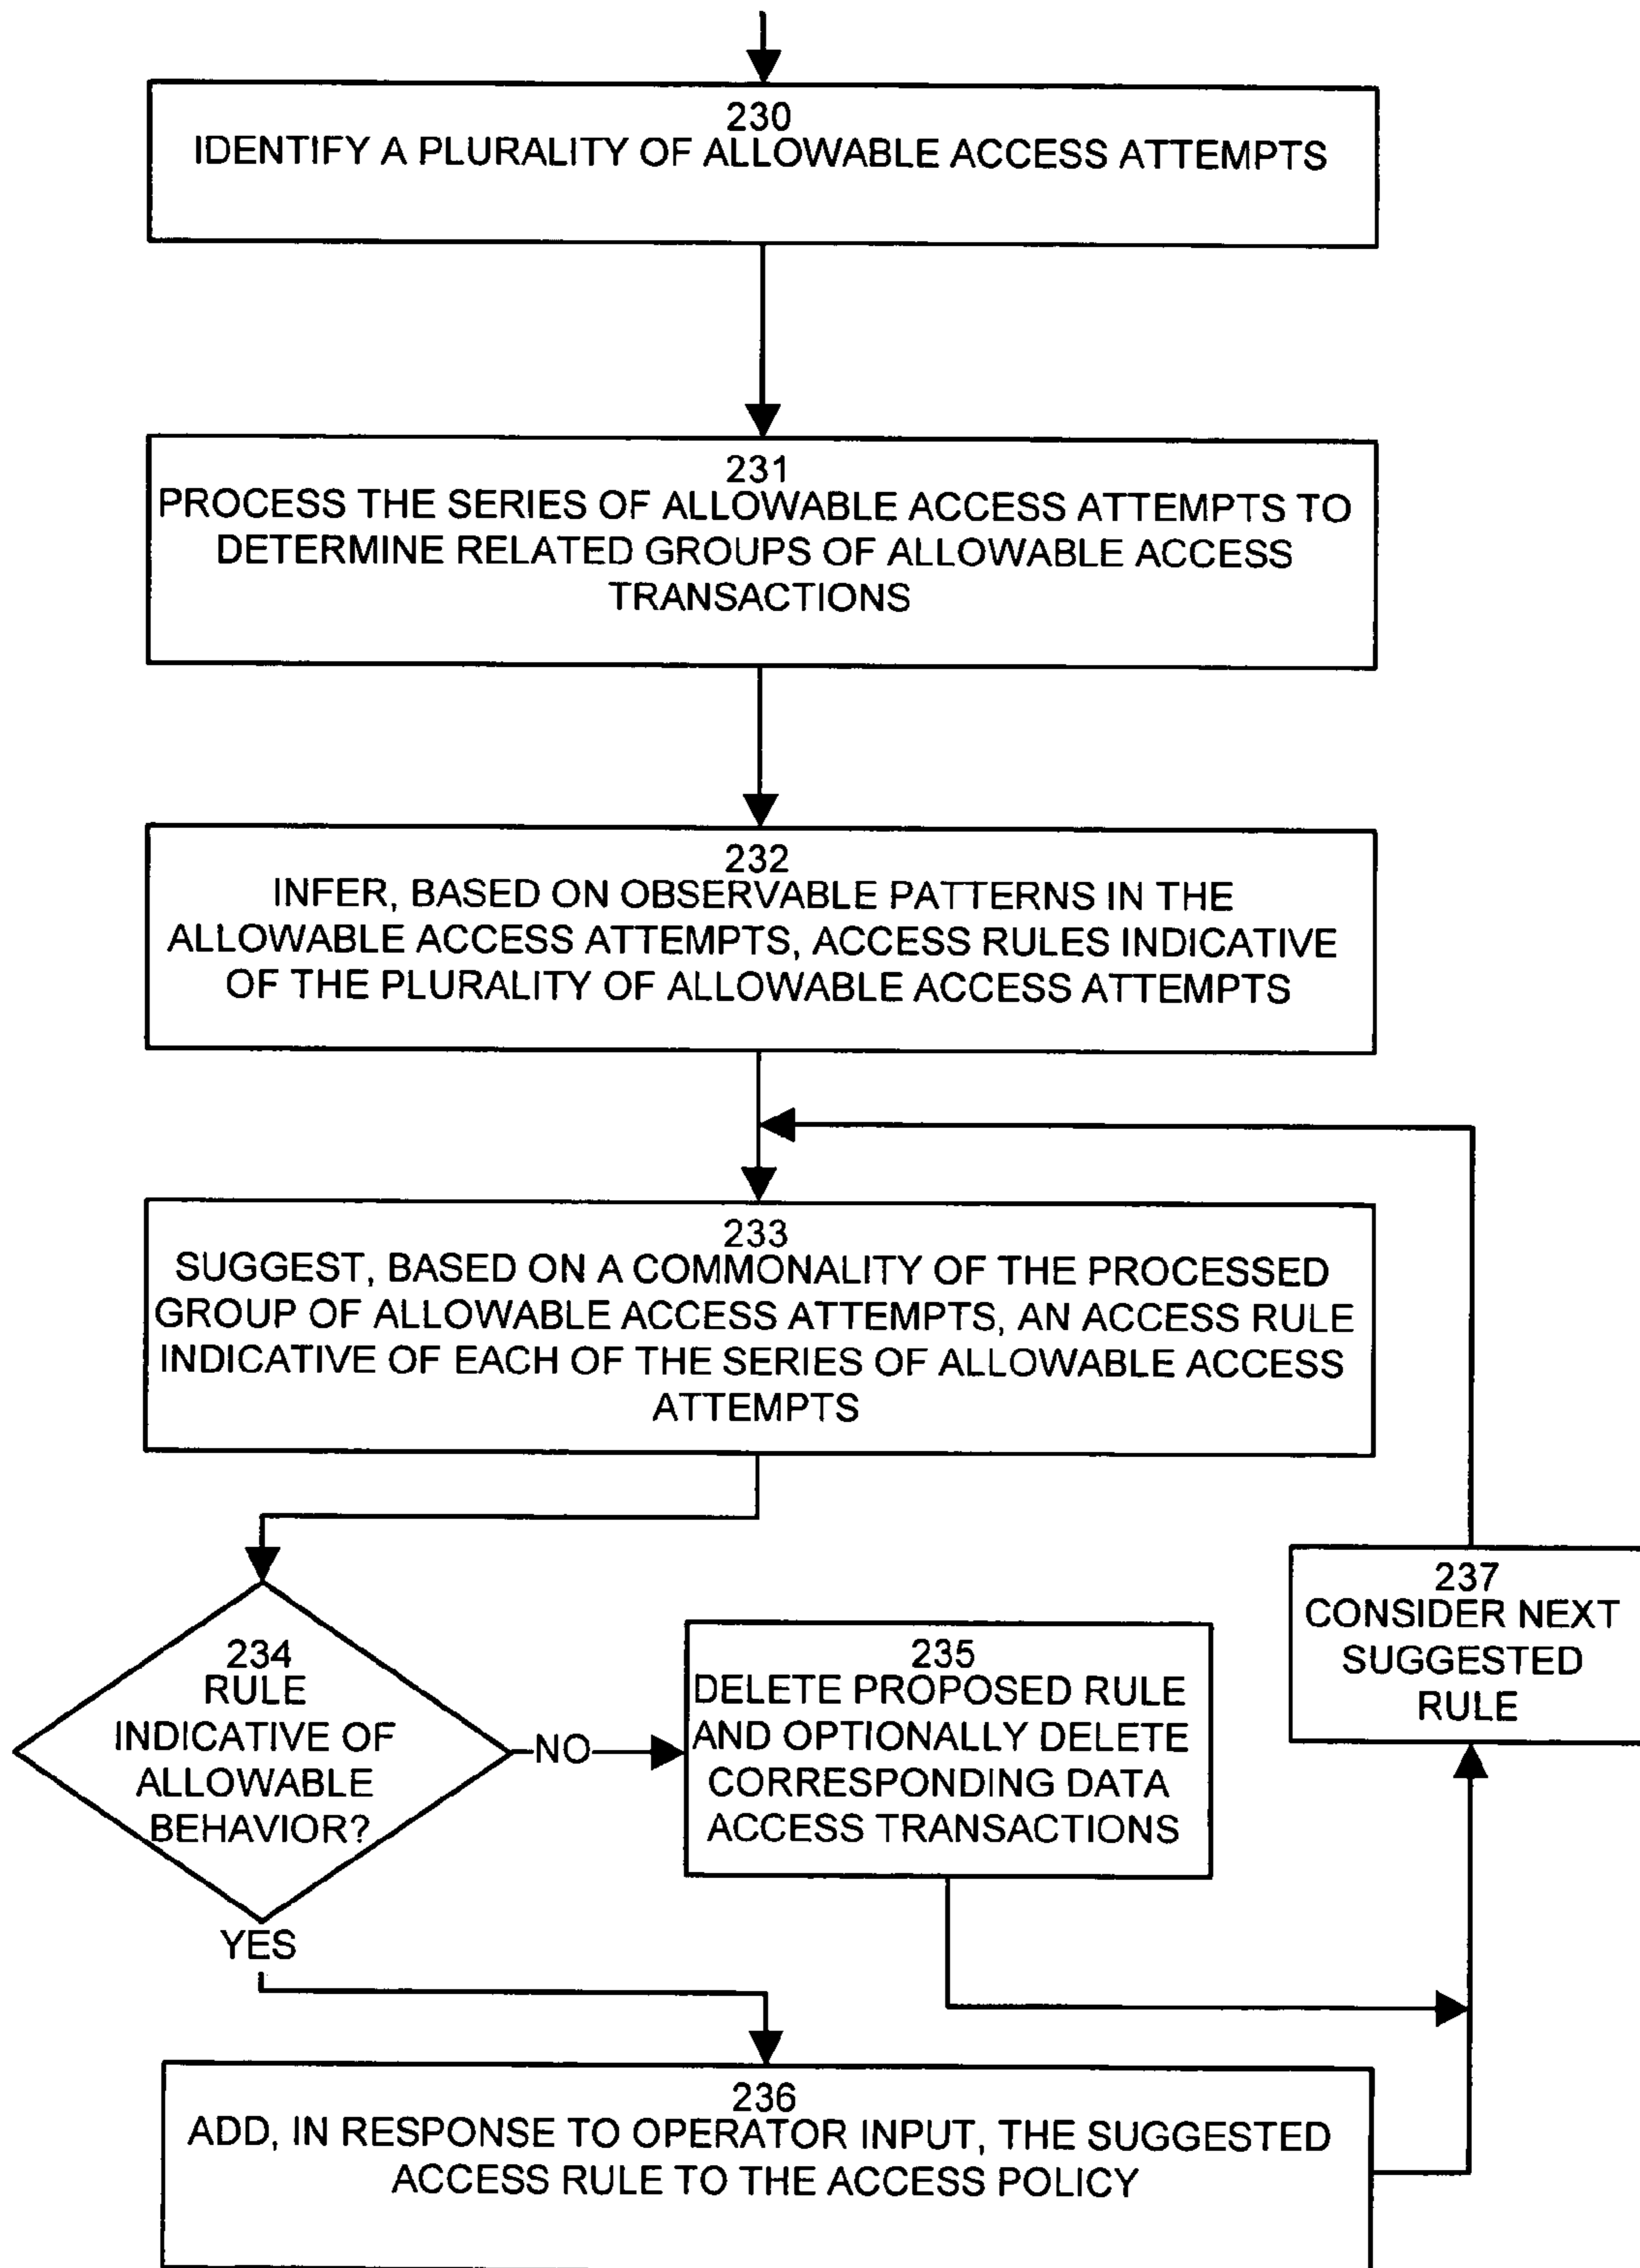 230
IDENTIFY A PLURALITY OF ALLOWABLE ACCESS ATTEMPTS
231
PROCESS THE SERIES OF ALLOWABLE ACCESS ATTEMPTS TO
DETERMINE RELATED GROUPS OF ALLOWABLE ACCESS
TRANSACTIONS
232
INFER, BASED ON OBSERVABLE PATTERNS IN THE
ALLOWABLE ACCESS ATTEMPTS, ACCESS RULES INDICATIVE
OF THE PLURALITY OF ALLOWABLE ACCESS ATTEMPTS
233
SUGGEST, BASED ON A COMMONALITY OF THE PROCESSED
GROUP OF ALLOWABLE ACCESS ATTEMPTS, AN ACCESS RULE
INDICATIVE OF EACH OF THE SERIES OF ALLOWABLE ACCESS
ATTEMPTS
234
RULE
INDICATIVE OF
ALLOWABLE
BEHAVIOR?
NO
235
DELETE PROPOSED RULE
AND OPTIONALLY DELETE
CORRESPONDING DATA
ACCESS TRANSACTIONS
237
CONSIDER NEXT
SUGGESTED
RULE
YES
236
ADD, IN RESPONSE TO OPERATOR INPUT, THE SUGGESTED
ACCESS RULE TO THE ACCESS POLICY